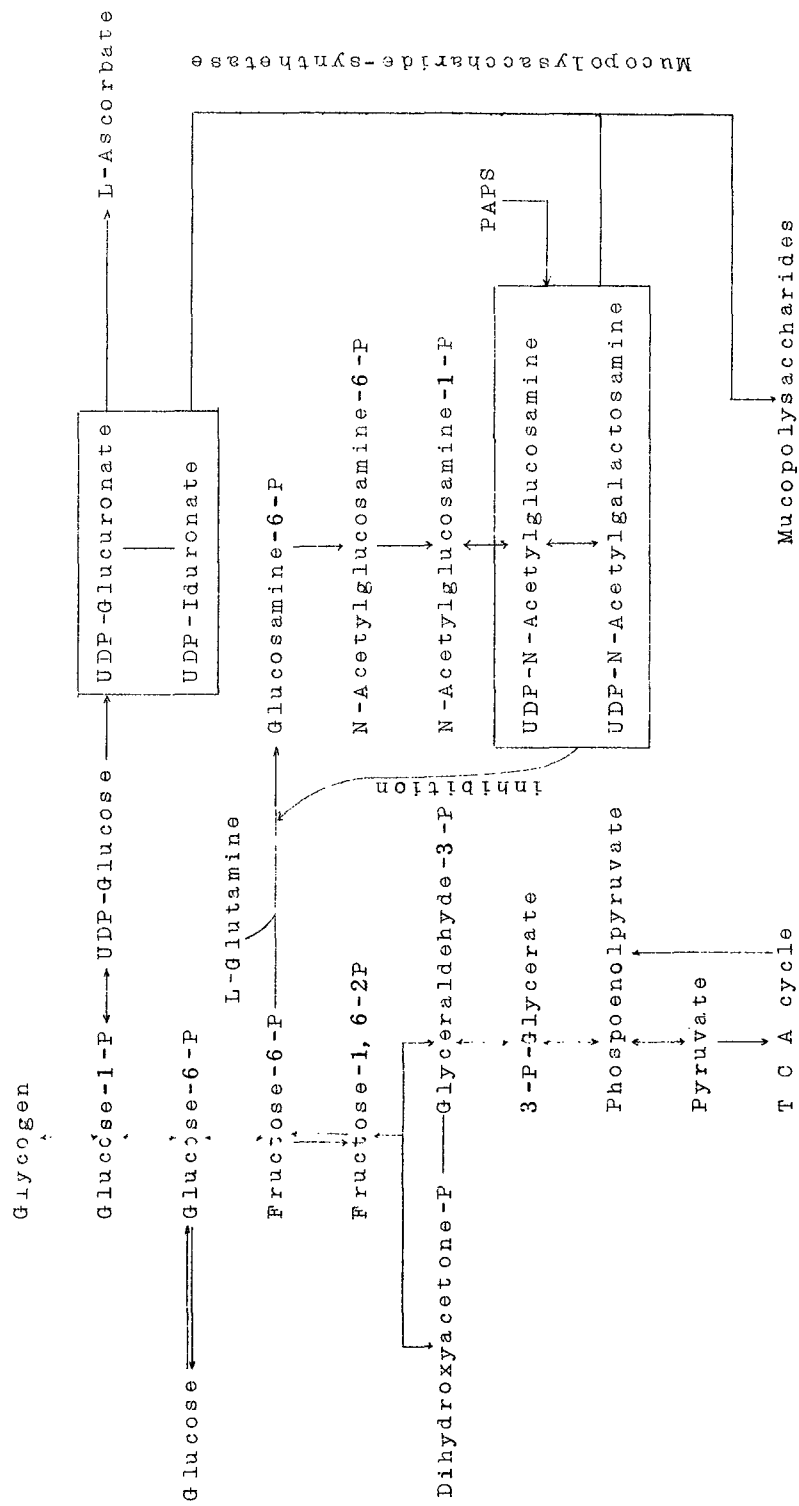 Glycogen
Glucose-1-P
UDP-Glucose
UDP-Glucuronate
L-Ascorbate
Glucose
Glucose-6-P
UDP-Iduronate
L-Glutamine
Fructose-6-P
Glucosamine-6-P
Fructose-1, 6-2P
N-Acetylglucosamine-6-P
inhibition
Dihydroxyacetone-P
Glyceraldehyde-3-P
N-Acetylglucosamine-1-P
PAPS
3-P-Glycerate
UDP-N-Acetylglucosamine
Phospoenolpyruvate
UDP-N-Acetylgalactosamine
Pyruvate
T C A cycle
Mucopolysaccharides
Mucopolysaccharide-synthetase